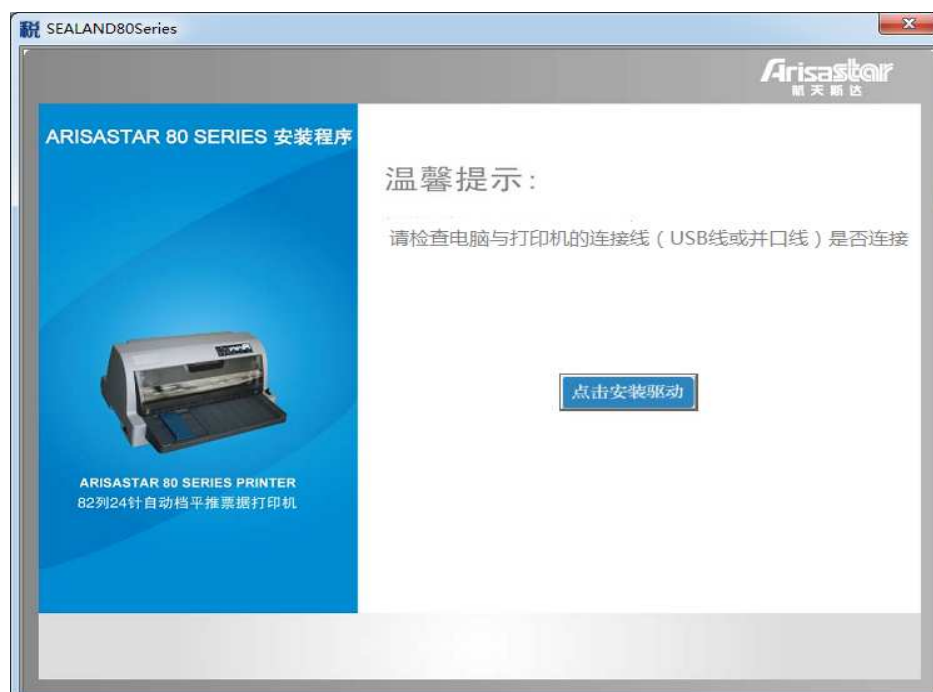 税 SEALAND80Series
Arisastar
航天斯达
ARISASTAR 80 SERIES 安装程序
温馨提示:
请检查电脑与打印机的连接线(USB线或并口线)是否连接
点击安装驱动
ARISASTAR 80 SERIES PRINTER
82列24针自动档平推票据打印机